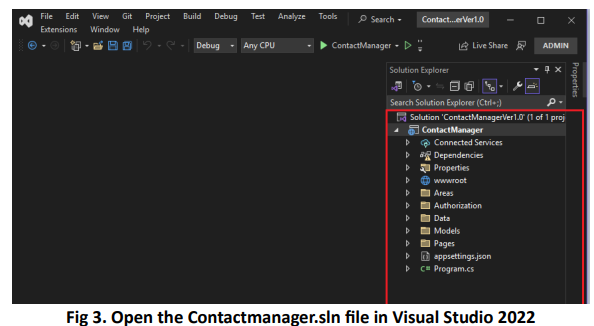 File Edit View Git Project Build Debug Test Analyze Tools Search Contact...erVer1.0
Extensions Window Help
Debug Any CPU ContactManager Live Share ADMIN
Properties
Solution Explorer
Search Solution Explorer (Ctrl+;)
Solution 'ContactManagerVer1.0' (1 of 1 proj
ContactManager
Connected Services
Dependencies
Properties
wwwroot
Areas
Authorization
Data
Models
Pages
appsettings.json
C# Program.cs
Fig 3. Open the Contactmanager.sln file in Visual Studio 2022